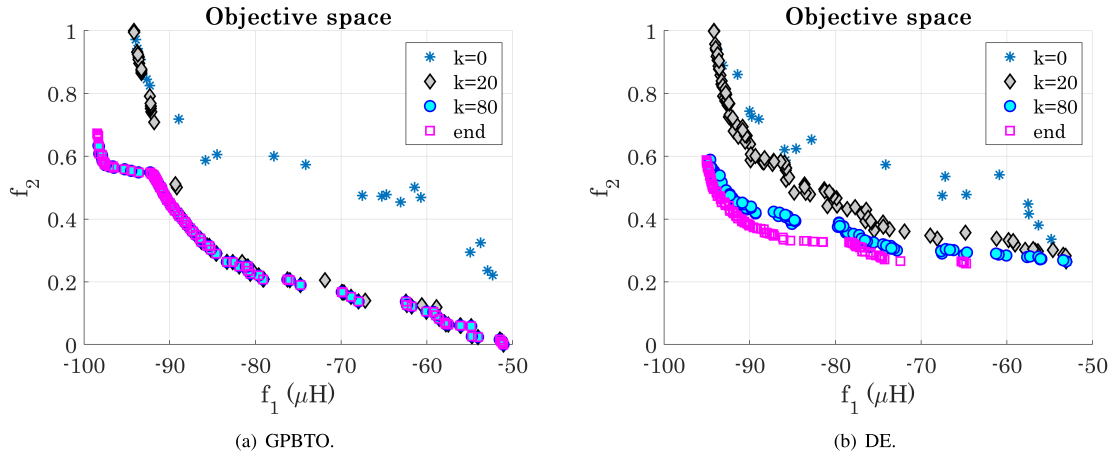 Objective space
1
0.8
0.6
0.4
0.2
0
f2
-100
-90
-80
-70
-60
-50
f1 (μH)
k=0
k=20
k=80
end
(a) GPBTO.
Objective space
1
0.8
0.6
0.4
0.2
0
f2
-100
-90
-80
-70
-60
-50
f1 (μH)
k=0
k=20
k=80
end
(b) DE.